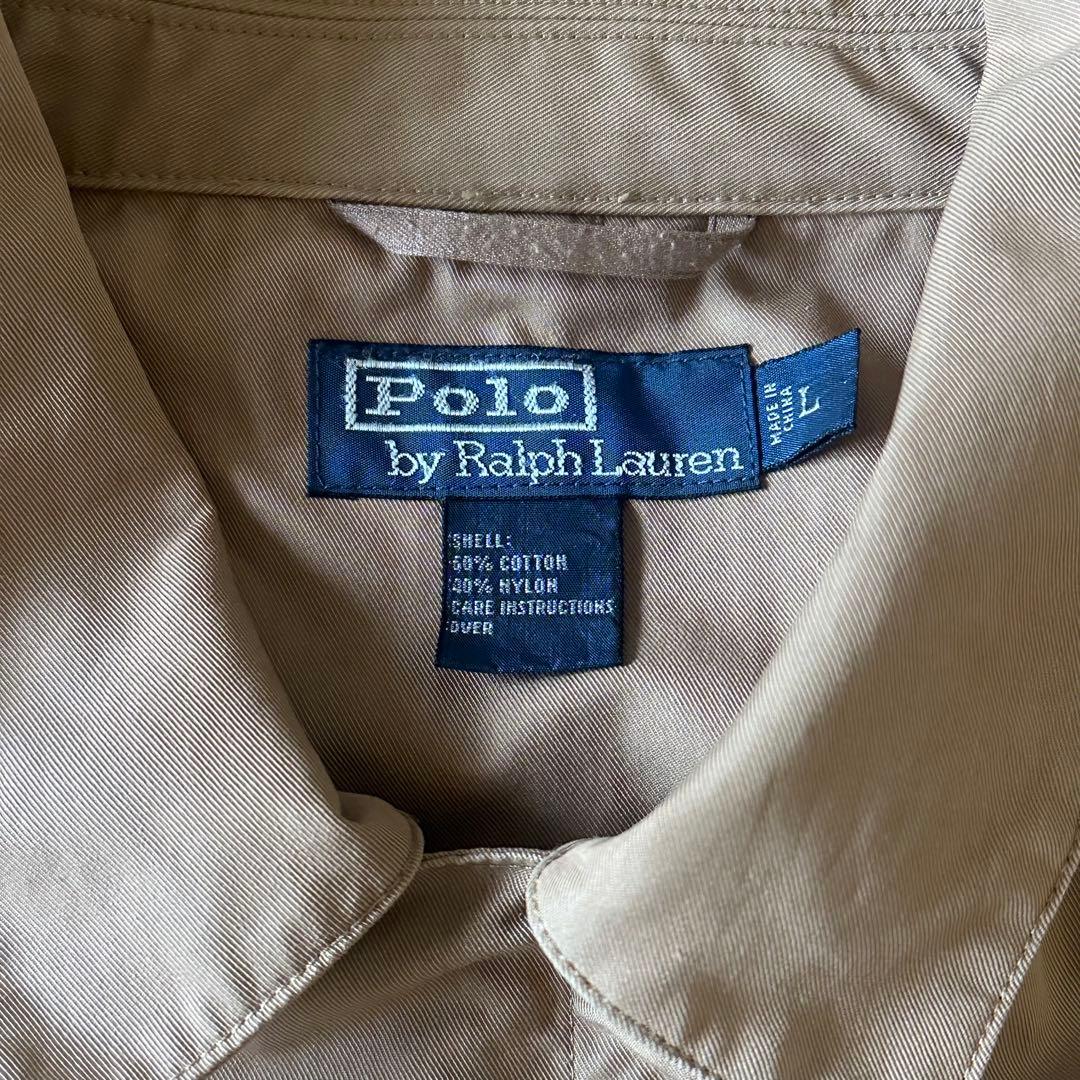 Polo
by Ralph Lauren
MADE IN
CHINA
L
SHELL:
60% COTTON
40% NYLON
CARE INSTRUCTIONS
OVER